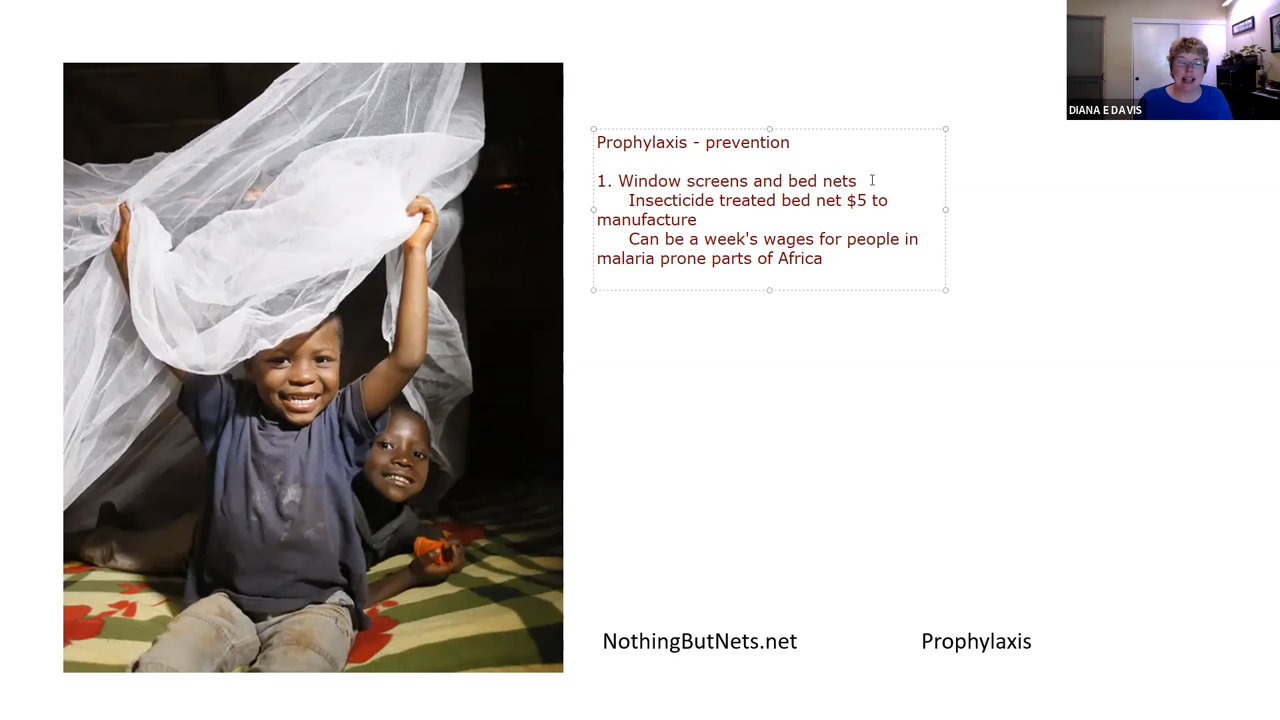 DIANA E DAVIS
Prophylaxis - prevention
1. Window screens and bed nets
Insecticide treated bed net $5 to
manufacture
Can be a week's wages for people in
malaria prone parts of Africa
NothingButNets.net
Prophylaxis